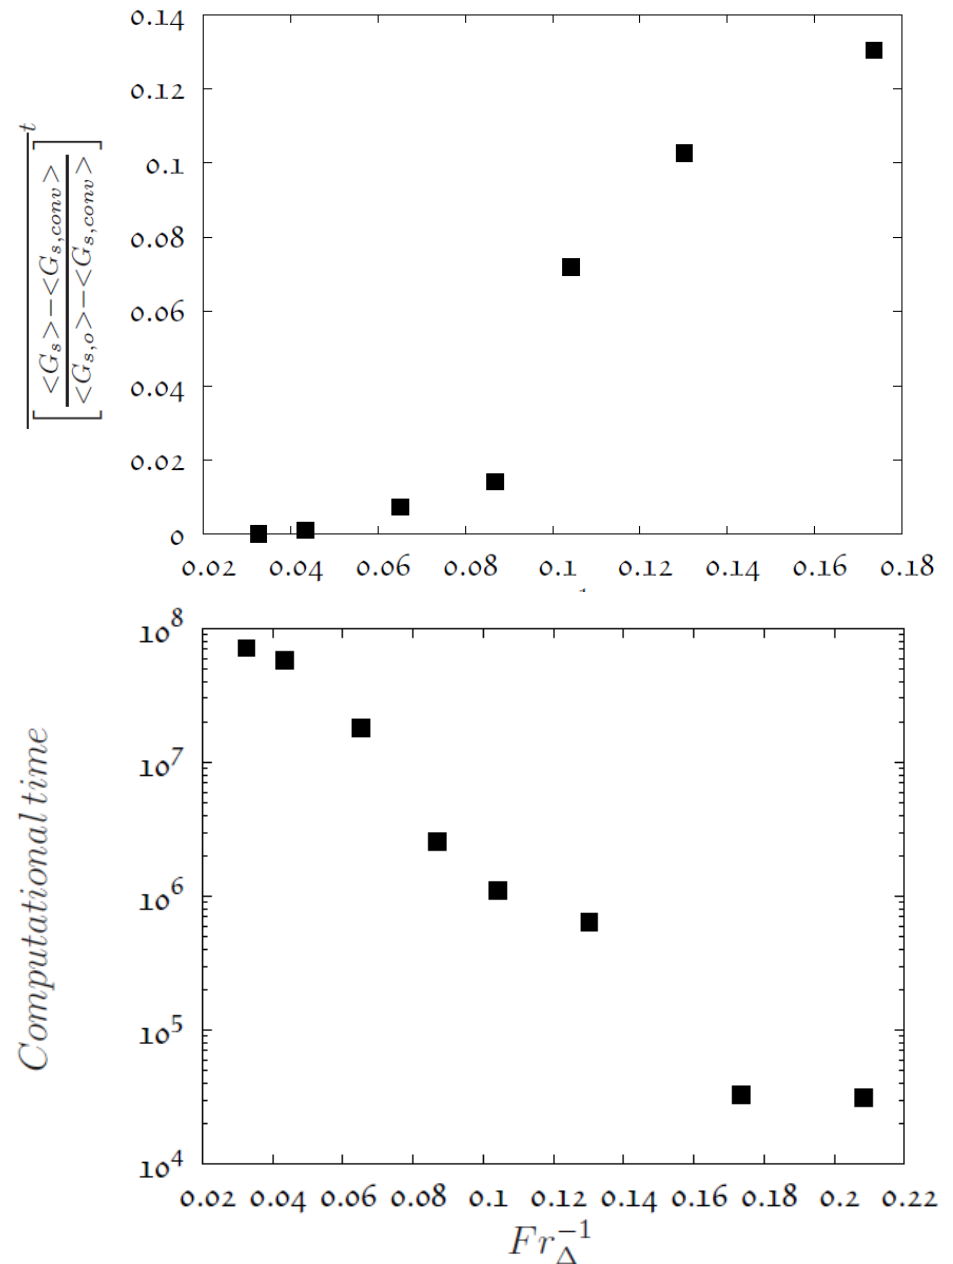 0.14
0.12
0.1
0.08
0.06
0.04
0.02
0
[<G_s>−<G_{s,conv}> / <G_{s,o}>−<G_{s,conv}>]^t
0.02 0.04 0.06 0.08 0.1 0.12 0.14 0.16 0.18
10^8
10^7
10^6
10^5
10^4
Computational time
0.02 0.04 0.06 0.08 0.1 0.12 0.14 0.16 0.18 0.2 0.22
Fr_Δ^{−1}